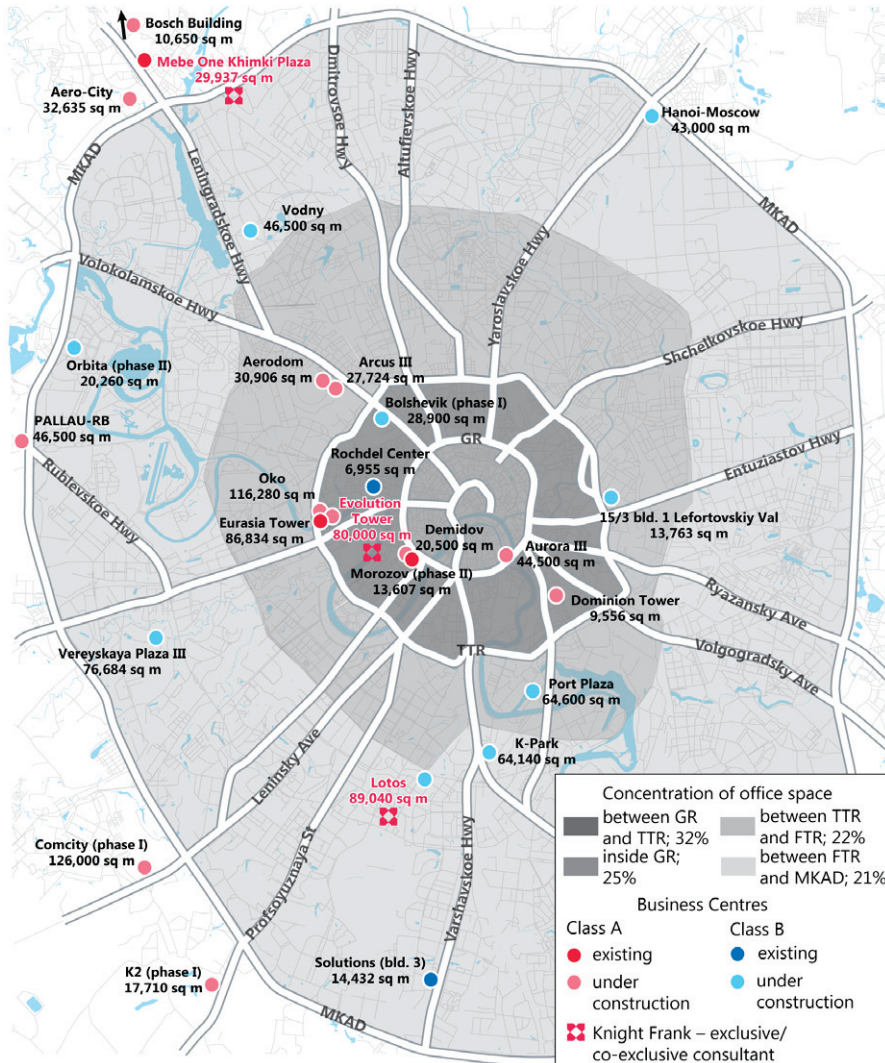 Bosch Building
10,650 sq m
Mebe One Khimki Plaza
29,937 sq m
Aero-City
32,635 sq m
MKAD
Leningradskoe Hwy
Dmitrovsoe Hwy
Altufievskoe Hwy
Hanoi-Moscow
43,000 sq m
MKAD
Yaroslavskoe Hwy
Vodny
46,500 sq m
Volokolamskoe Hwy
Shchelkovskoe Hwy
Orbita (phase II)
20,260 sq m
Aerodom
30,906 sq m
Arcus III
27,724 sq m
Bolshevik (phase I)
28,900 sq m
PALLAU-RB
46,500 sq m
GR
Rochdel Center
6,955 sq m
Entuziastov Hwy
Rublevskoe Hwy
Oko
116,280 sq m
Evolution
Tower
80,000 sq m
Eurasia Tower
86,834 sq m
Demidov
20,500 sq m
15/3 bld. 1 Lefortovskiy Val
13,763 sq m
Aurora III
44,500 sq m
Morozov (phase II)
13,607 sq m
Dominion Tower
9,556 sq m
Ryazansky Ave
Volgogradsky Ave
TTR
Vereyskaya Plaza III
76,684 sq m
Port Plaza
64,600 sq m
K-Park
64,140 sq m
Leninsky Ave
Lotos
89,040 sq m
Varshavskoe Hwy
Profsoyuznaya St
Comcity (phase I)
126,000 sq m
K2 (phase I)
17,710 sq m
Solutions (bld. 3)
14,432 sq m
MKAD
Concentration of office space
between GR
and TTR; 32%
between TTR
and FTR; 22%
inside GR;
25%
between FTR
and MKAD; 21%
Business Centres
Class A
Class B
existing
existing
under
construction
under
construction
Knight Frank – exclusive/
co-exclusive consultant